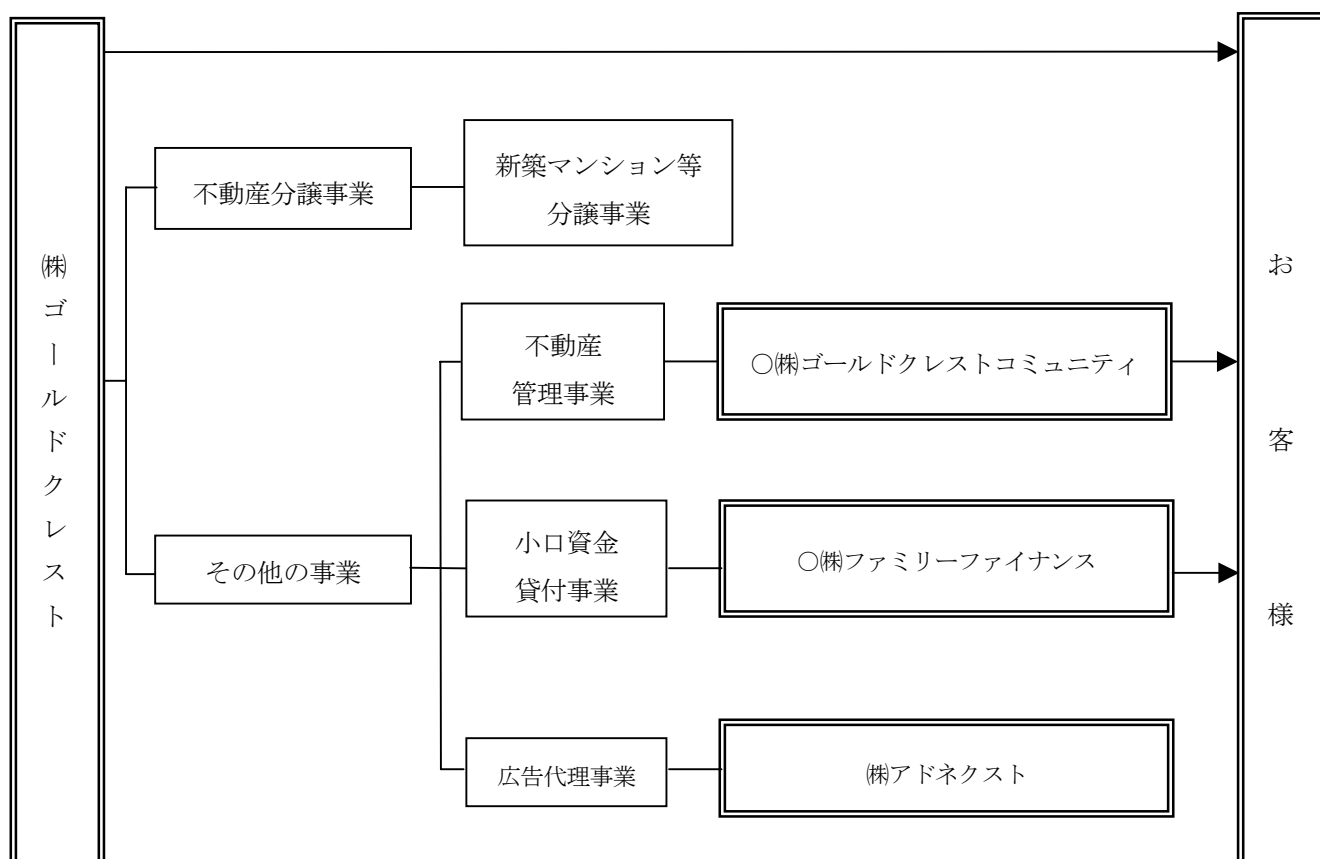 ㈱ゴールドクレスト
不動産分譲事業
新築マンション等
分譲事業
その他の事業
不動産
管理事業
○㈱ゴールドクレストコミュニティ
小口資金
貸付事業
○㈱ファミリーファイナンス
広告代理事業
㈱アドネクスト
お客様